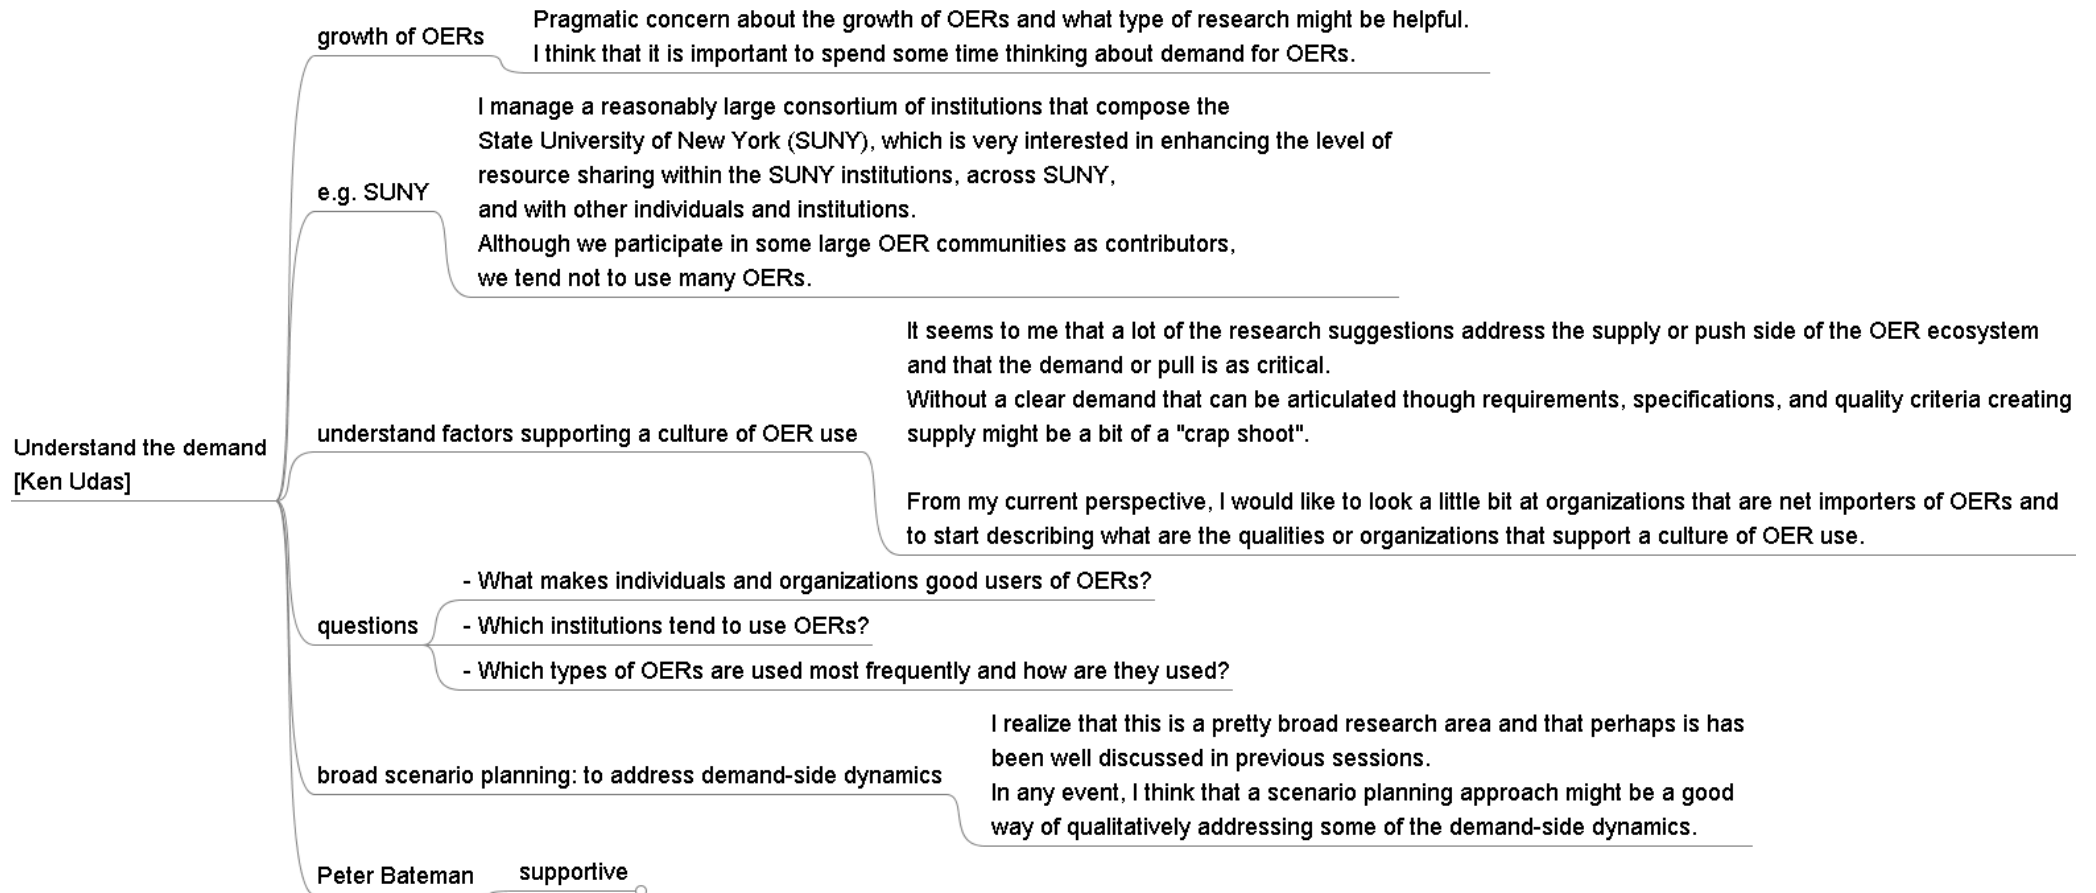 growth of OERs
Pragmatic concern about the growth of OERs and what type of research might be helpful.
I think that it is important to spend some time thinking about demand for OERs.
e.g. SUNY
I manage a reasonably large consortium of institutions that compose the
State University of New York (SUNY), which is very interested in enhancing the level of
resource sharing within the SUNY institutions, across SUNY,
and with other individuals and institutions.
Although we participate in some large OER communities as contributors,
we tend not to use many OERs.
Understand the demand
[Ken Udas]
understand factors supporting a culture of OER use
It seems to me that a lot of the research suggestions address the supply or push side of the OER ecosystem
and that the demand or pull is as critical.
Without a clear demand that can be articulated though requirements, specifications, and quality criteria creating
supply might be a bit of a "crap shoot".
From my current perspective, I would like to look a little bit at organizations that are net importers of OERs and
to start describing what are the qualities or organizations that support a culture of OER use.
questions
- What makes individuals and organizations good users of OERs?
- Which institutions tend to use OERs?
- Which types of OERs are used most frequently and how are they used?
broad scenario planning: to address demand-side dynamics
I realize that this is a pretty broad research area and that perhaps is has
been well discussed in previous sessions.
In any event, I think that a scenario planning approach might be a good
way of qualitatively addressing some of the demand-side dynamics.
Peter Bateman
supportive